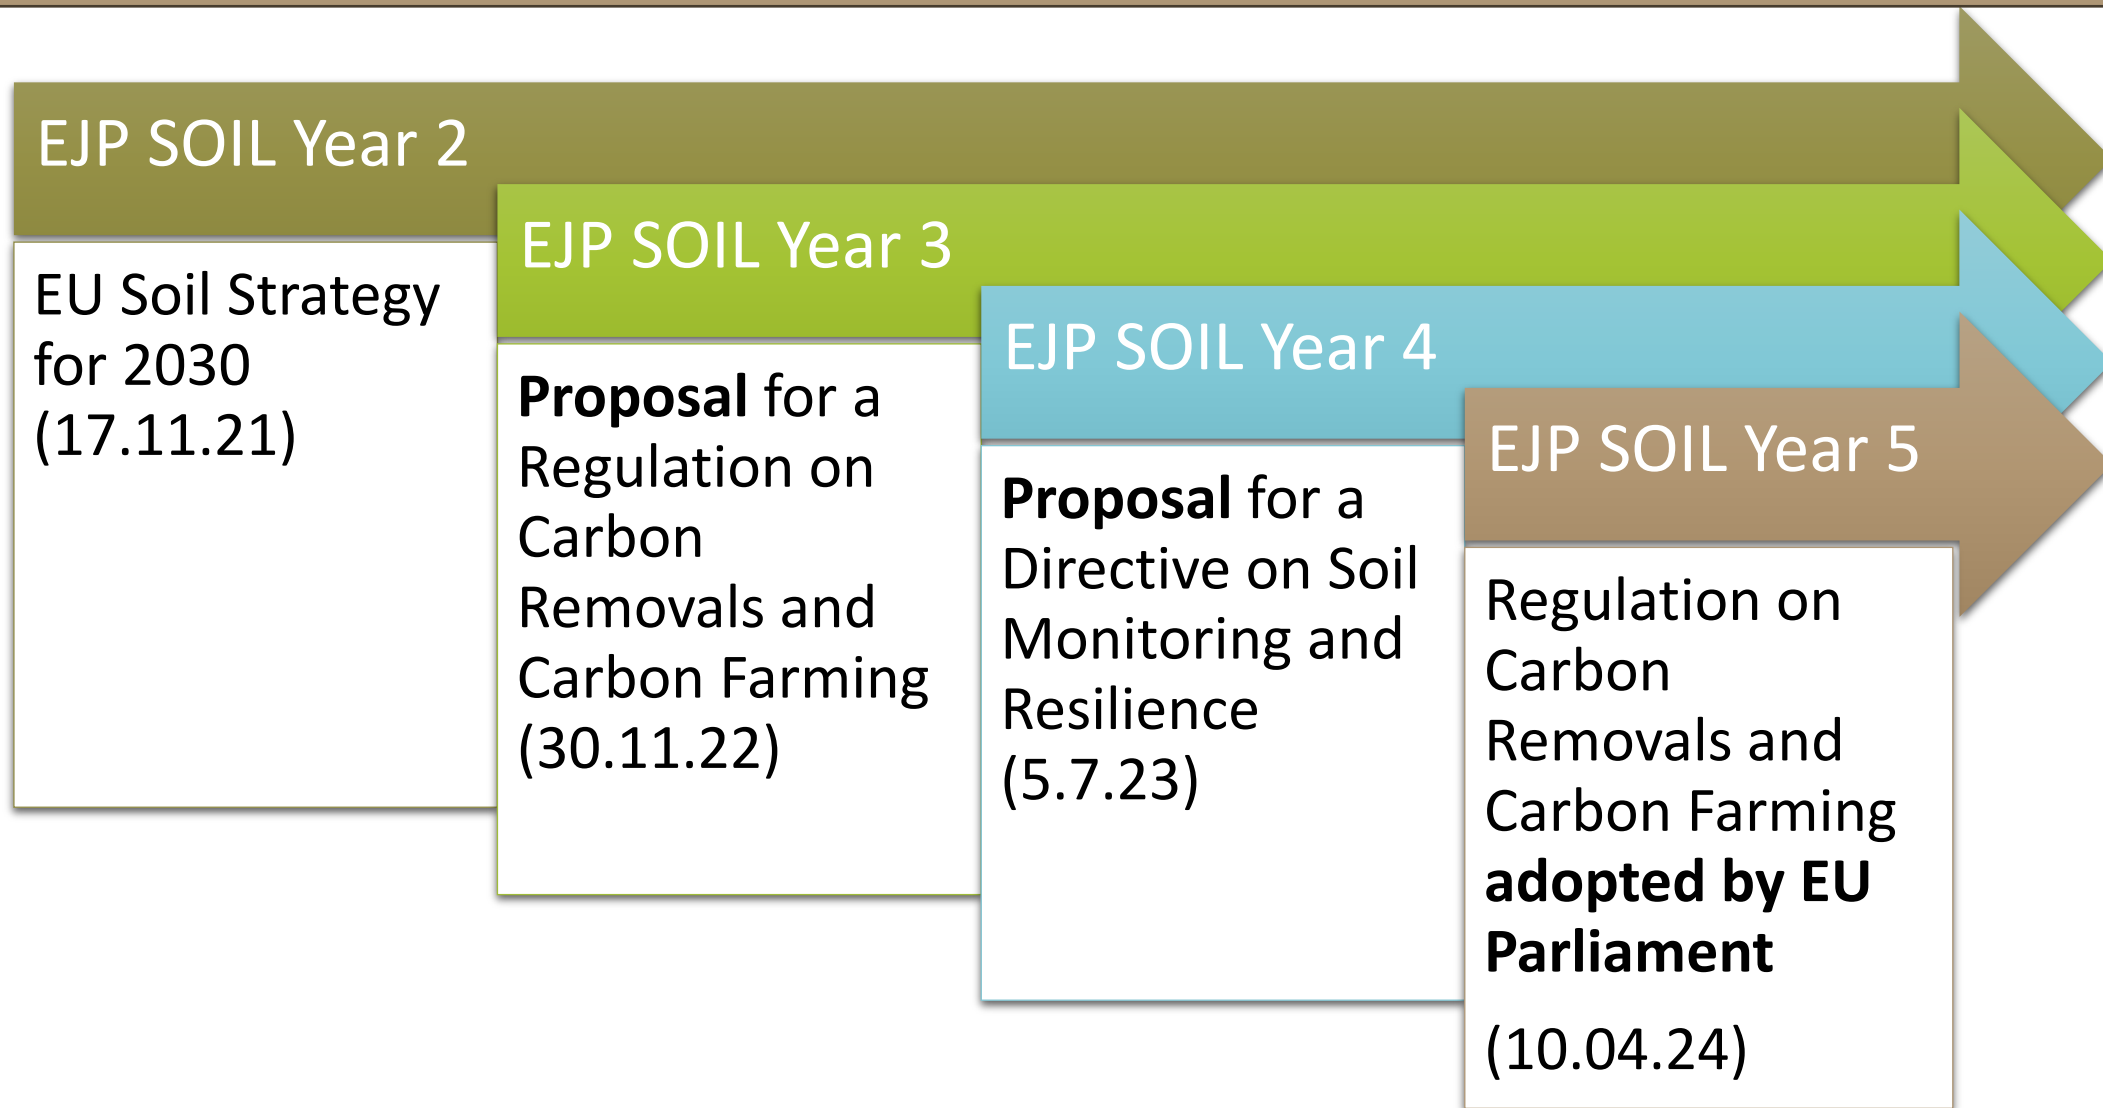 EJP SOIL Year 2
EU Soil Strategy
for 2030
(17.11.21)
EJP SOIL Year 3
Proposal for a
Regulation on
Carbon
Removals and
Carbon Farming
(30.11.22)
EJP SOIL Year 4
Proposal for a
Directive on Soil
Monitoring and
Resilience
(5.7.23)
EJP SOIL Year 5
Regulation on
Carbon
Removals and
Carbon Farming
adopted by EU
Parliament
(10.04.24)